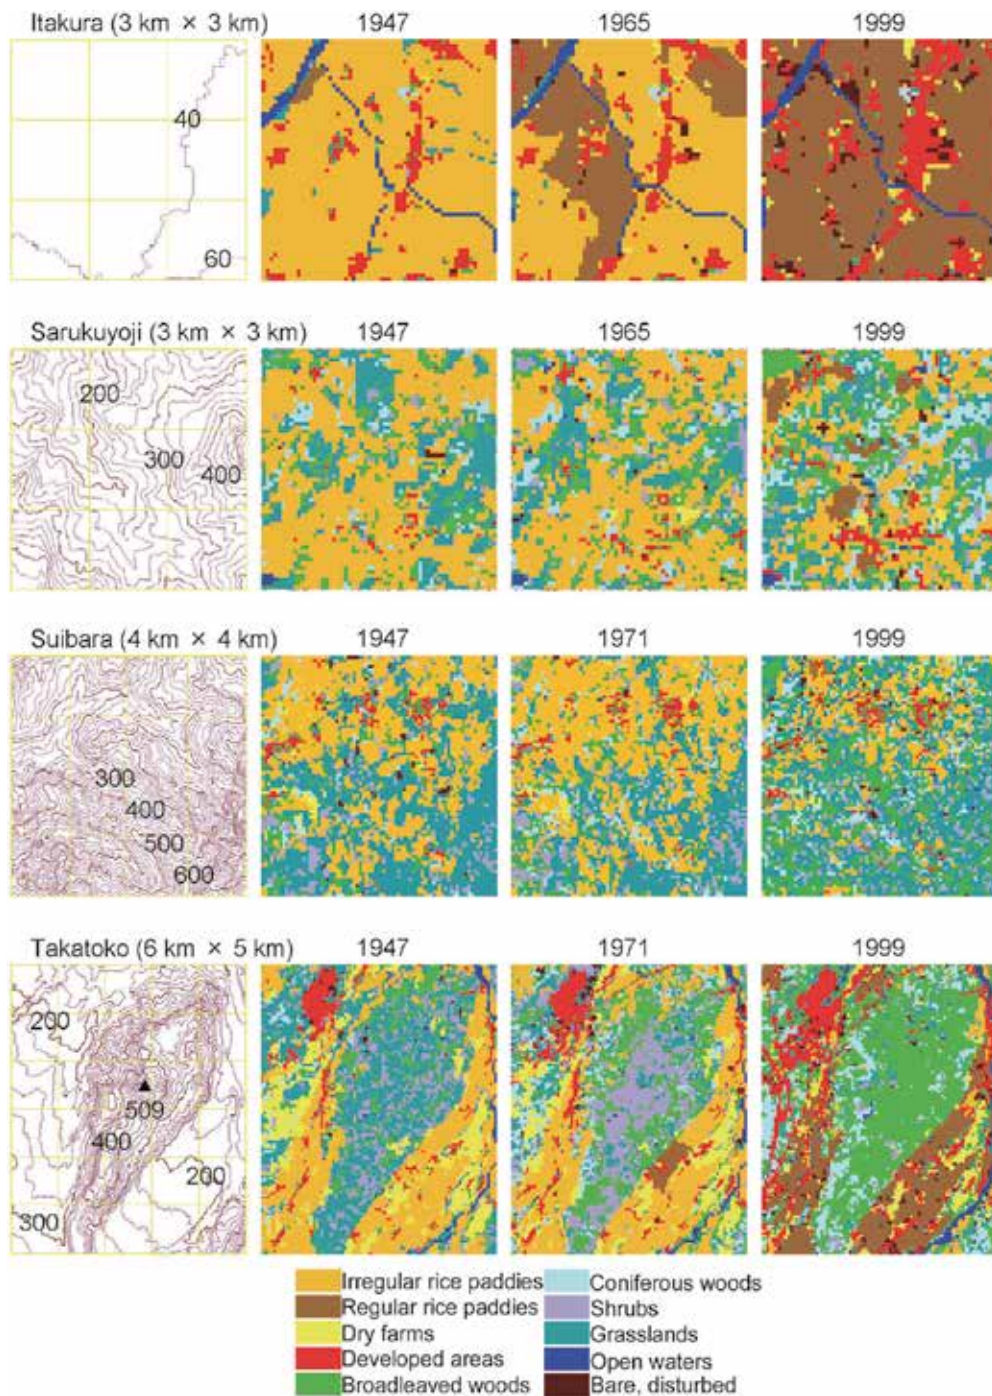 Itakura (3 km × 3 km) 1947 1965 1999
40
60
Sarukuyoji (3 km × 3 km) 1947 1965 1999
200
300
400
Suibara (4 km × 4 km) 1947 1971 1999
300
400
500
600
Takatoko (6 km × 5 km) 1947 1971 1999
200
509
400
200
300
Irregular rice paddies Coniferous woods
Regular rice paddies Shrubs
Dry farms Grasslands
Developed areas Open waters
Broadleaved woods Bare, disturbed